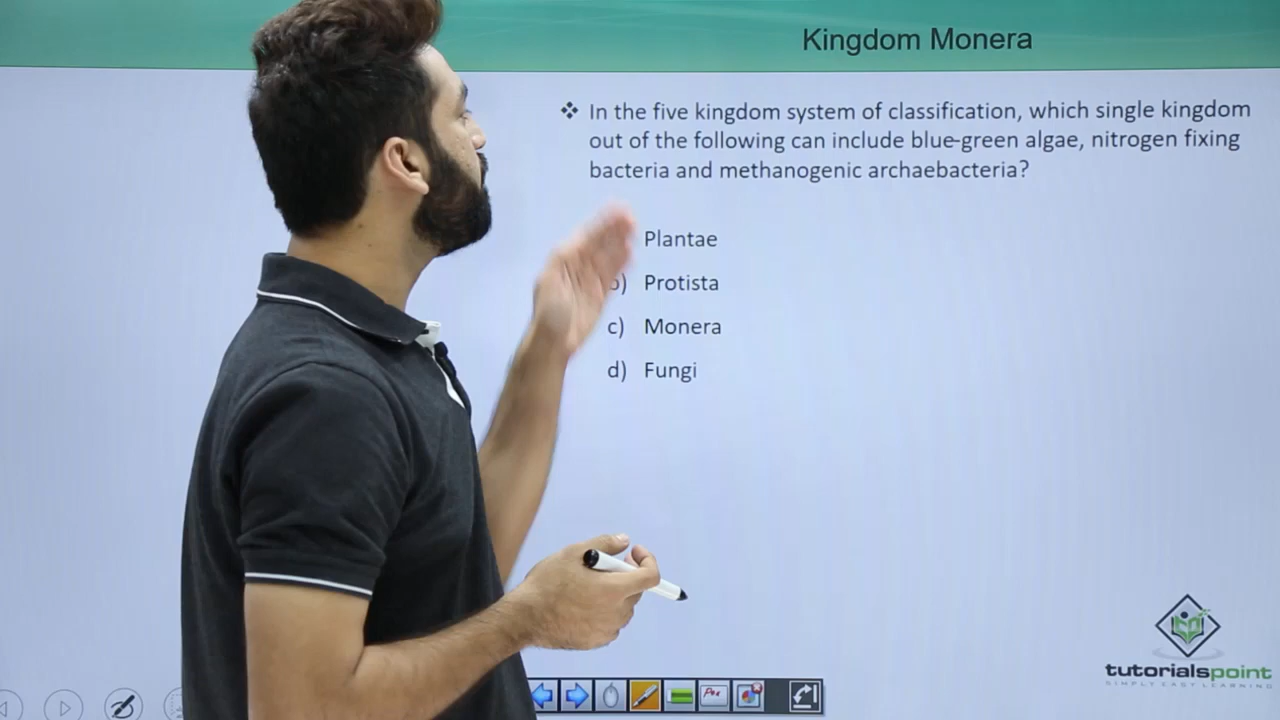 Kingdom Monera
❖ In the five kingdom system of classification, which single kingdom
out of the following can include blue-green algae, nitrogen fixing
bacteria and methanogenic archaebacteria?
Plantae
b) Protista
c) Monera
d) Fungi
tutorialspoint
SIMPLY EASY LEARNING